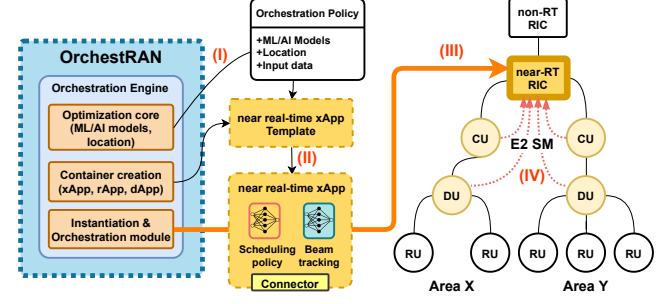 OrchestRAN
Orchestration Engine
Optimization core
(ML/AI models,
location)
Container creation
(xApp, rApp, dApp)
Instantiation &
Orchestration module
(I)
Orchestration Policy
+ML/AI Models
+Location
+Input data
near real-time xApp
Template
(II)
near real-time xApp
Scheduling
policy
Beam
tracking
Connector
(III)
non-RT
RIC
near-RT
RIC
CU
E2 SM
CU
(IV)
DU
DU
RU
RU
RU
RU
RU
Area X
Area Y